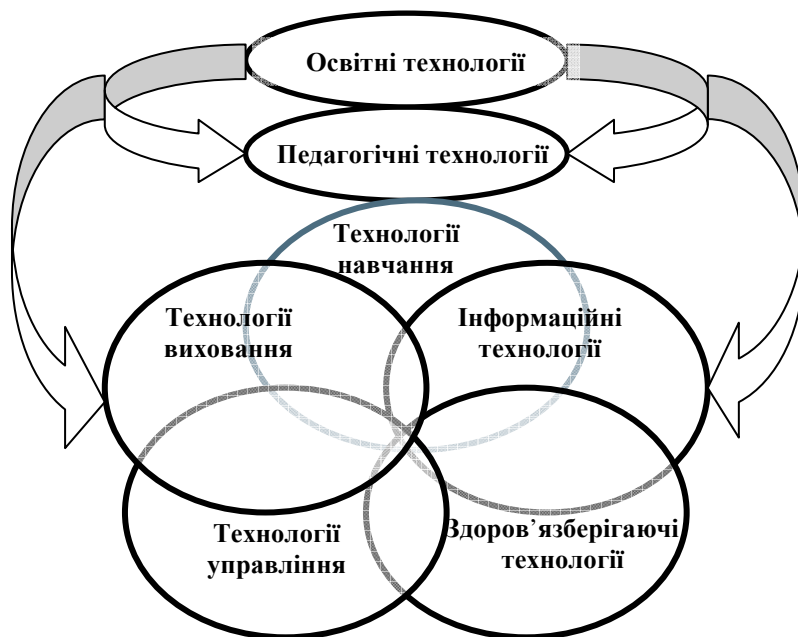 Освітні технології
Педагогічні технології
Технології
навчання
Технології
виховання
Інформаційні
технології
Технології
управління
Здоров’язберігаючі
технології